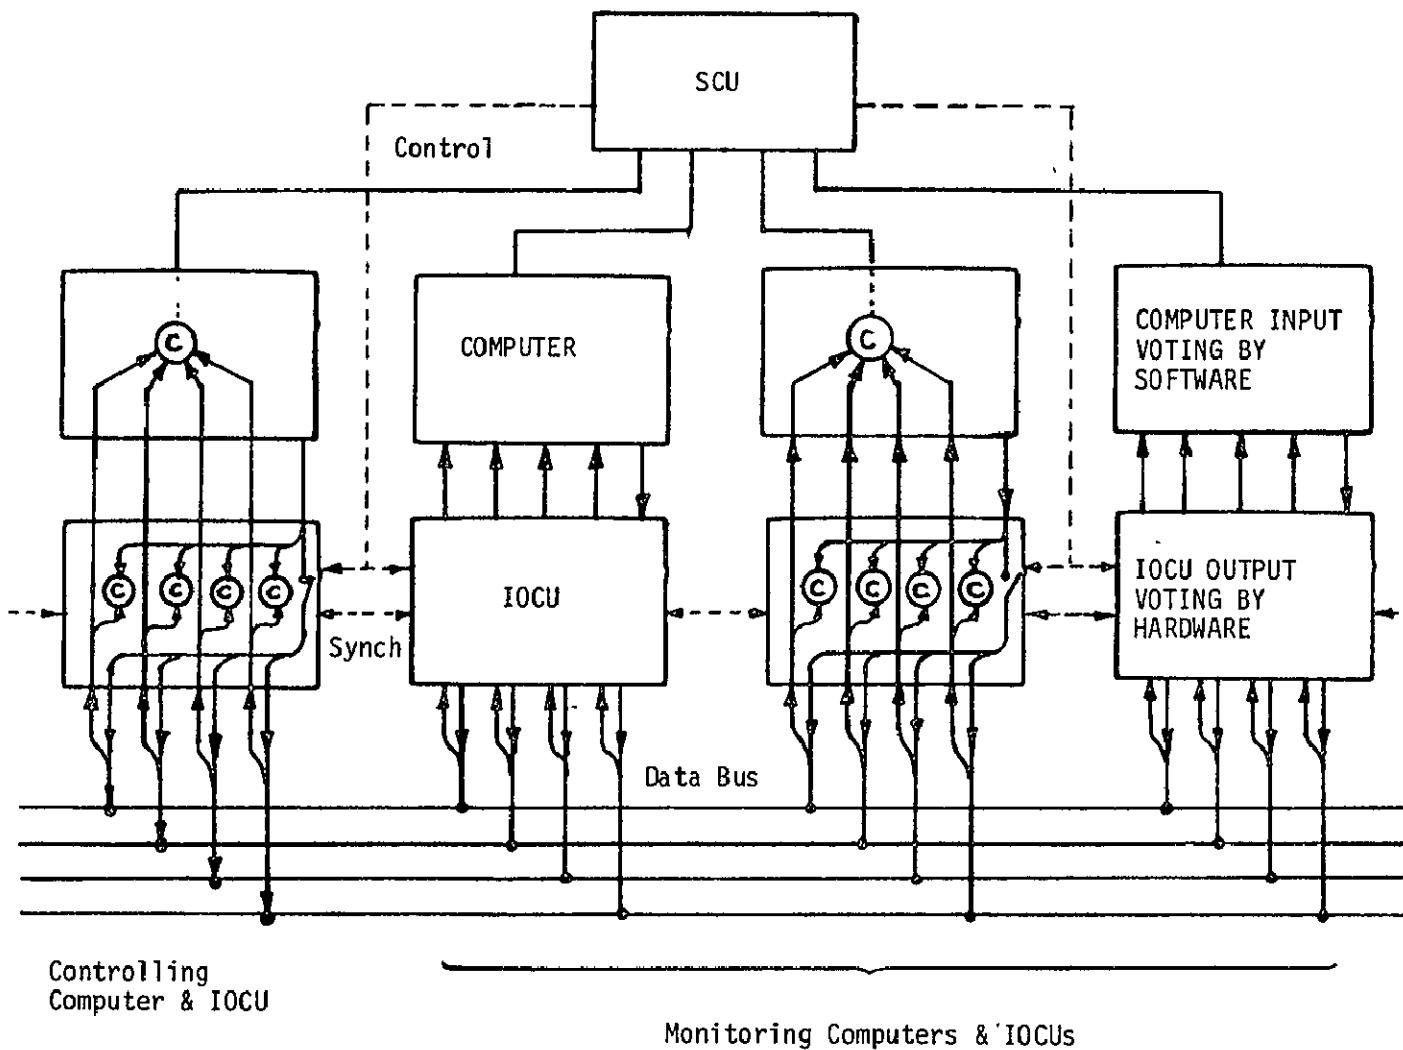 SCU
Control
C
C
COMPUTER
COMPUTER INPUT
VOTING BY
SOFTWARE
C
C
C
C
C
C
C
C
IOCU
IOCU OUTPUT
VOTING BY
HARDWARE
Synch
Data Bus
Controlling
Computer & IOCU
Monitoring Computers & IOCUs